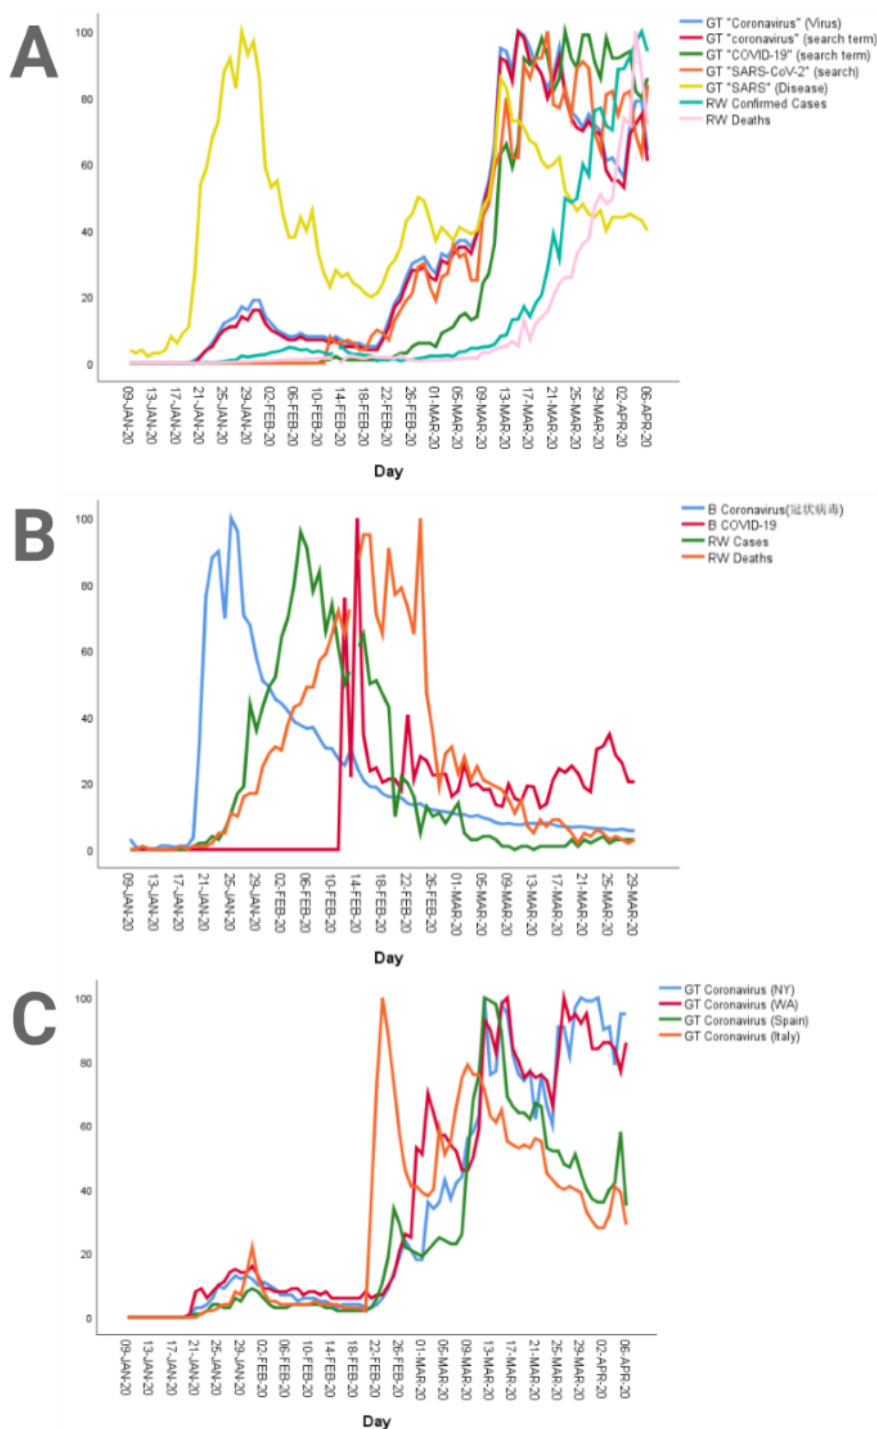 A
GT "Coronavirus" (Virus)
GT "coronavirus" (search term)
GT "COVID-19" (search term)
GT "SARS-CoV-2" (search)
GT "SARS" (Disease)
RW Confirmed Cases
RW Deaths
100
80
60
40
20
0
09-JAN-20
13-JAN-20
17-JAN-20
21-JAN-20
25-JAN-20
29-JAN-20
02-FEB-20
06-FEB-20
10-FEB-20
14-FEB-20
18-FEB-20
22-FEB-20
26-FEB-20
01-MAR-20
05-MAR-20
09-MAR-20
13-MAR-20
17-MAR-20
21-MAR-20
25-MAR-20
29-MAR-20
02-APR-20
06-APR-20
Day
B
B Coronavirus(冠状病毒)
B COVID-19
RW Cases
RW Deaths
100
80
60
40
20
0
09-JAN-20
13-JAN-20
17-JAN-20
21-JAN-20
25-JAN-20
29-JAN-20
02-FEB-20
06-FEB-20
10-FEB-20
14-FEB-20
18-FEB-20
22-FEB-20
26-FEB-20
01-MAR-20
05-MAR-20
09-MAR-20
13-MAR-20
17-MAR-20
21-MAR-20
25-MAR-20
29-MAR-20
Day
C
GT Coronavirus (NY)
GT Coronavirus (WA)
GT Coronavirus (Spain)
GT Coronavirus (Italy)
100
80
60
40
20
0
09-JAN-20
13-JAN-20
17-JAN-20
21-JAN-20
25-JAN-20
29-JAN-20
02-FEB-20
06-FEB-20
10-FEB-20
14-FEB-20
18-FEB-20
22-FEB-20
26-FEB-20
01-MAR-20
05-MAR-20
09-MAR-20
13-MAR-20
17-MAR-20
21-MAR-20
25-MAR-20
29-MAR-20
02-APR-20
06-APR-20
Day